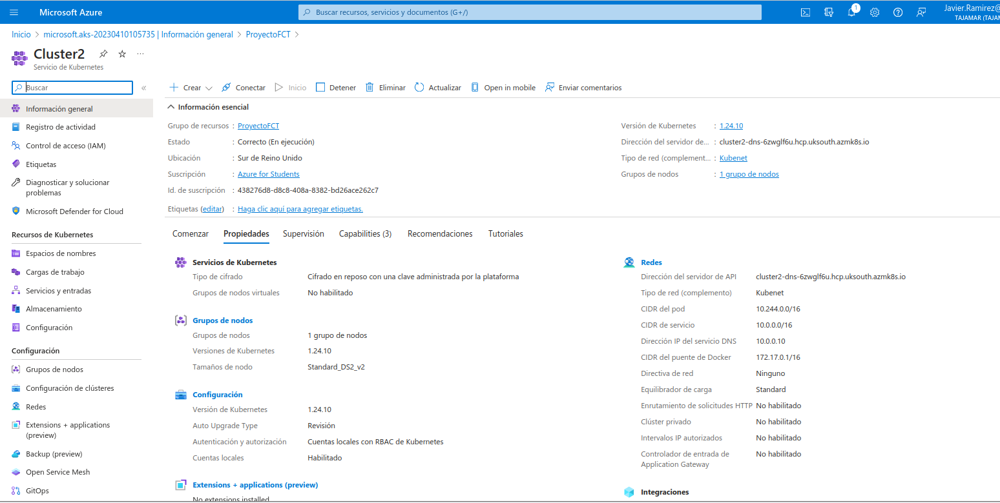 Microsoft Azure
Buscar recursos, servicios y documentos (G+/)
1
Javier.Ramirez@
TAJAMAR (TAJAM
Inicio > microsoft.aks-20230410105735 | Información general > ProyectoFCT >
Cluster2
Servicio de Kubernetes
Buscar
Crear
Conectar
Inicio
Detener
Eliminar
Actualizar
Open in mobile
Enviar comentarios
Información general
Registro de actividad
Control de acceso (IAM)
Etiquetas
Diagnosticar y solucionar
problemas
Microsoft Defender for Cloud
Recursos de Kubernetes
Espacios de nombres
Cargas de trabajo
Servicios y entradas
Almacenamiento
Configuración
Configuración
Grupos de nodos
Configuración de clústeres
Redes
Extensions + applications
(preview)
Backup (preview)
Open Service Mesh
GitOps
Información esencial
Grupo de recursos : ProyectoFCT
Estado : Correcto (En ejecución)
Ubicación : Sur de Reino Unido
Suscripción : Azure for Students
Id. de suscripción : 438276d8-d8c8-408a-8382-bd26ace262c7
Etiquetas (editar) : Haga clic aquí para agregar etiquetas.
Versión de Kubernetes : 1.24.10
Dirección del servidor de... : cluster2-dns-6zwglf6u.hcp.uksouth.azmk8s.io
Tipo de red (complement... : Kubenet
Grupos de nodos : 1 grupo de nodos
Comenzar
Propiedades
Supervisión
Capabilities (3)
Recomendaciones
Tutoriales
Servicios de Kubernetes
Tipo de cifrado Cifrado en reposo con una clave administrada por la plataforma
Grupos de nodos virtuales No habilitado
Grupos de nodos
Grupos de nodos 1 grupo de nodos
Versiones de Kubernetes 1.24.10
Tamaños de nodo Standard_DS2_v2
Configuración
Versión de Kubernetes 1.24.10
Auto Upgrade Type Revisión
Autenticación y autorización Cuentas locales con RBAC de Kubernetes
Cuentas locales Habilitado
Extensions + applications (preview)
No extensions installed
Redes
Dirección del servidor de API cluster2-dns-6zwglf6u.hcp.uksouth.azmk8s.io
Tipo de red (complemento) Kubenet
CIDR del pod 10.244.0.0/16
CIDR de servicio 10.0.0.0/16
Dirección IP del servicio DNS 10.0.0.10
CIDR del puente de Docker 172.17.0.1/16
Directiva de red Ninguno
Equilibrador de carga Standard
Enrutamiento de solicitudes HTTP No habilitado
Clúster privado No habilitado
Intervalos IP autorizados No habilitado
Controlador de entrada de No habilitado
Application Gateway
Integraciones